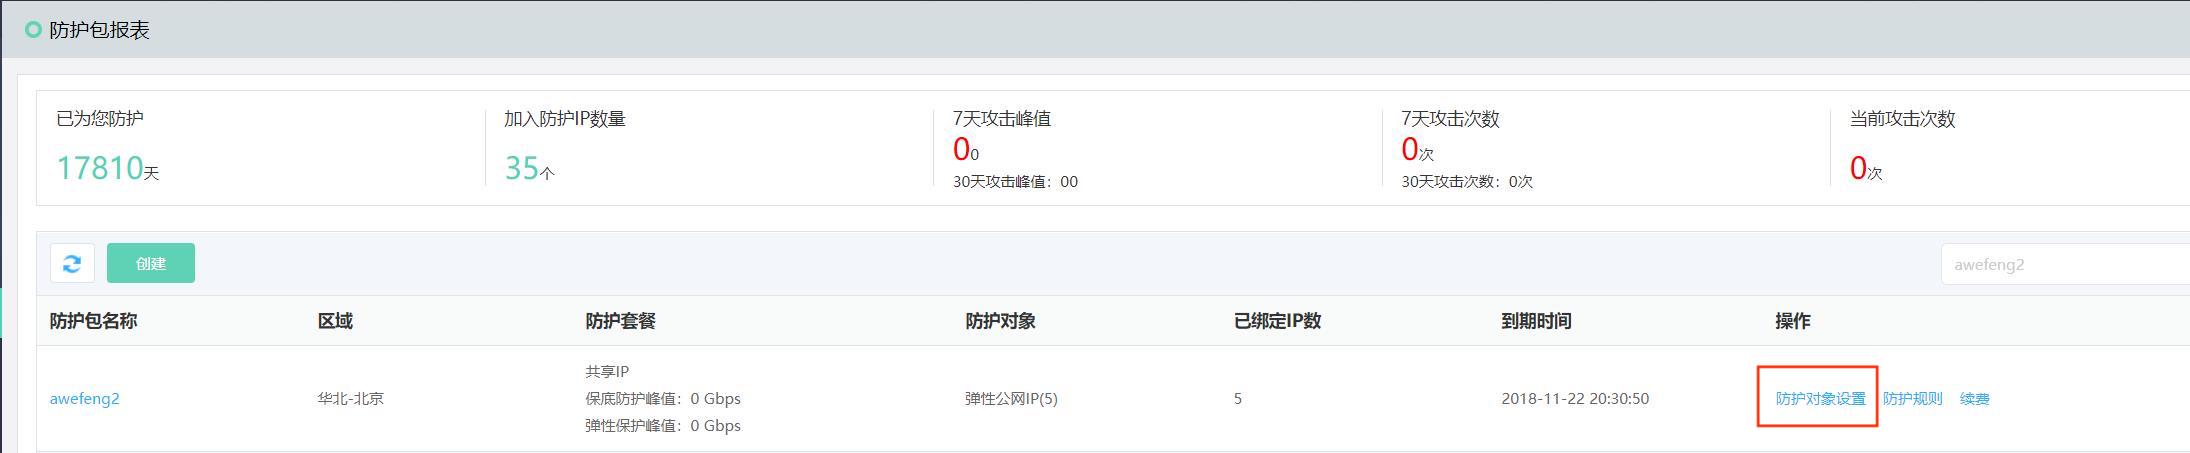 防护包报表
已为您防护
17810天
加入防护IP数量
35个
7天攻击峰值
00
30天攻击峰值：00
7天攻击次数
0次
30天攻击次数：0次
当前攻击次数
0次
创建
awefeng2
防护包名称 区域 防护套餐 防护对象 已绑定IP数 到期时间 操作
共享IP
awefeng2 华北-北京 保底防护峰值：0 Gbps 弹性公网IP(5) 5 2018-11-22 20:30:50 防护对象设置 防护规则 续费
弹性保护峰值：0 Gbps